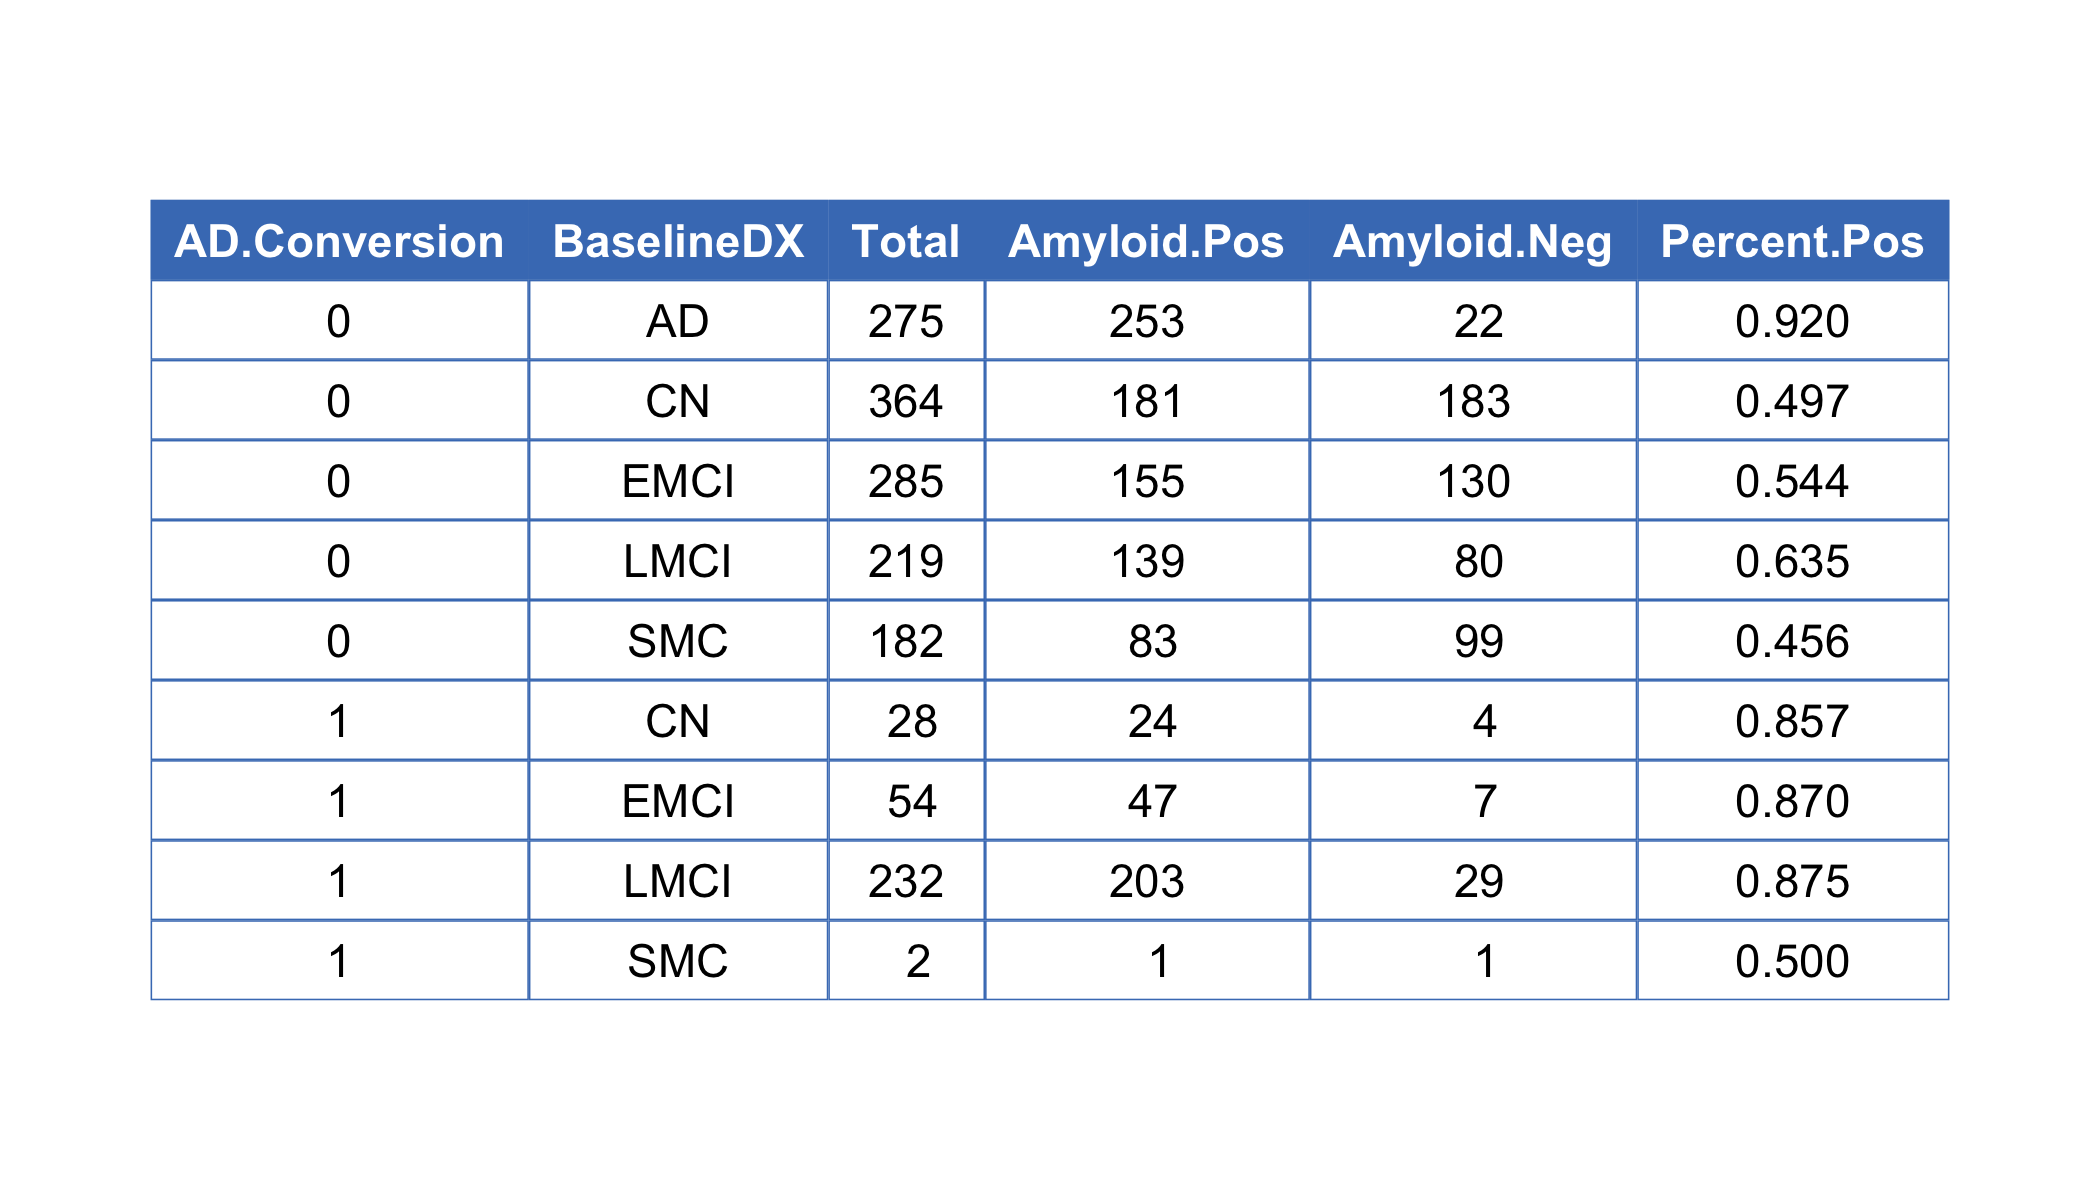 AD.Conversion BaselineDX Total Amyloid.Pos Amyloid.Neg Percent.Pos
0 AD 275 253 22 0.920
0 CN 364 181 183 0.497
0 EMCI 285 155 130 0.544
0 LMCI 219 139 80 0.635
0 SMC 182 83 99 0.456
1 CN 28 24 4 0.857
1 EMCI 54 47 7 0.870
1 LMCI 232 203 29 0.875
1 SMC 2 1 1 0.500